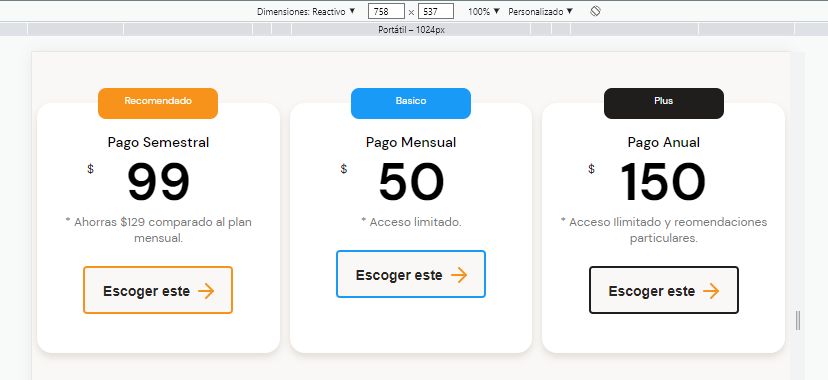 Dimensiones: Reactivo ▼ 758 × 537 100% ▼ Personalizado ▼
Portátil – 1024px
Recomendado
Pago Semestral
$ 99
* Ahorras $129 comparado al plan
mensual.
Escoger este →
Basico
Pago Mensual
$ 50
* Acceso limitado.
Escoger este →
Plus
Pago Anual
$ 150
* Acceso Ilimitado y reomendaciones
particulares.
Escoger este →